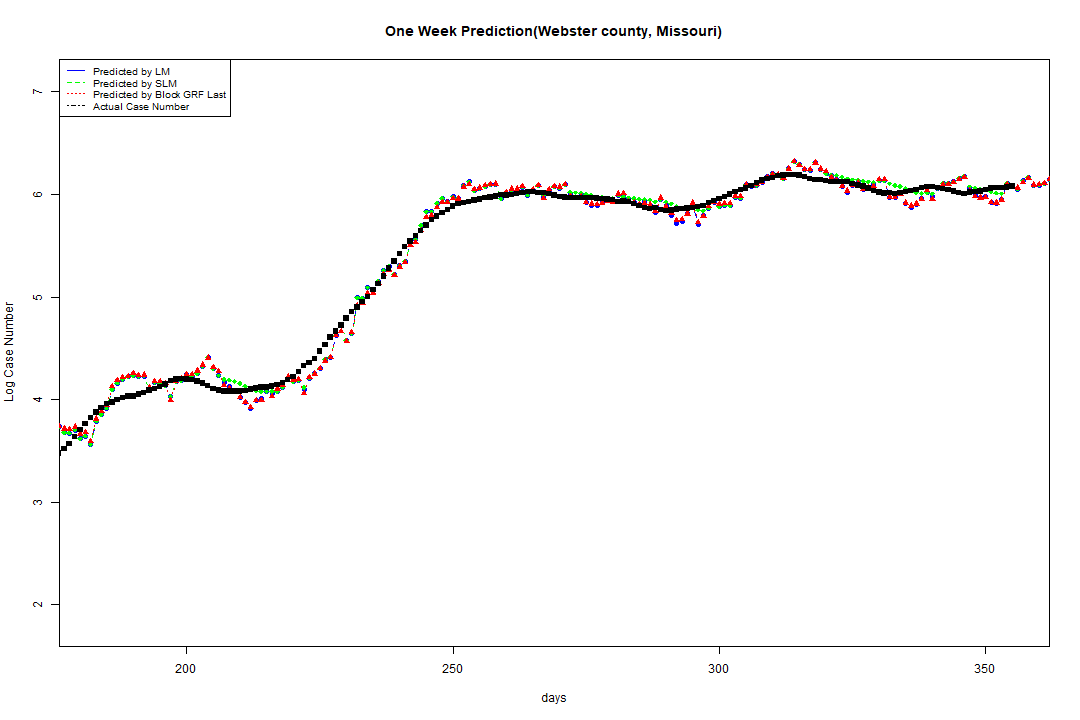 One Week Prediction(Webster county, Missouri)
Predicted by LM
Predicted by SLM
Predicted by Block GRF Last
Actual Case Number
7
6
5
4
3
2
Log Case Number
200 250 300 350
days